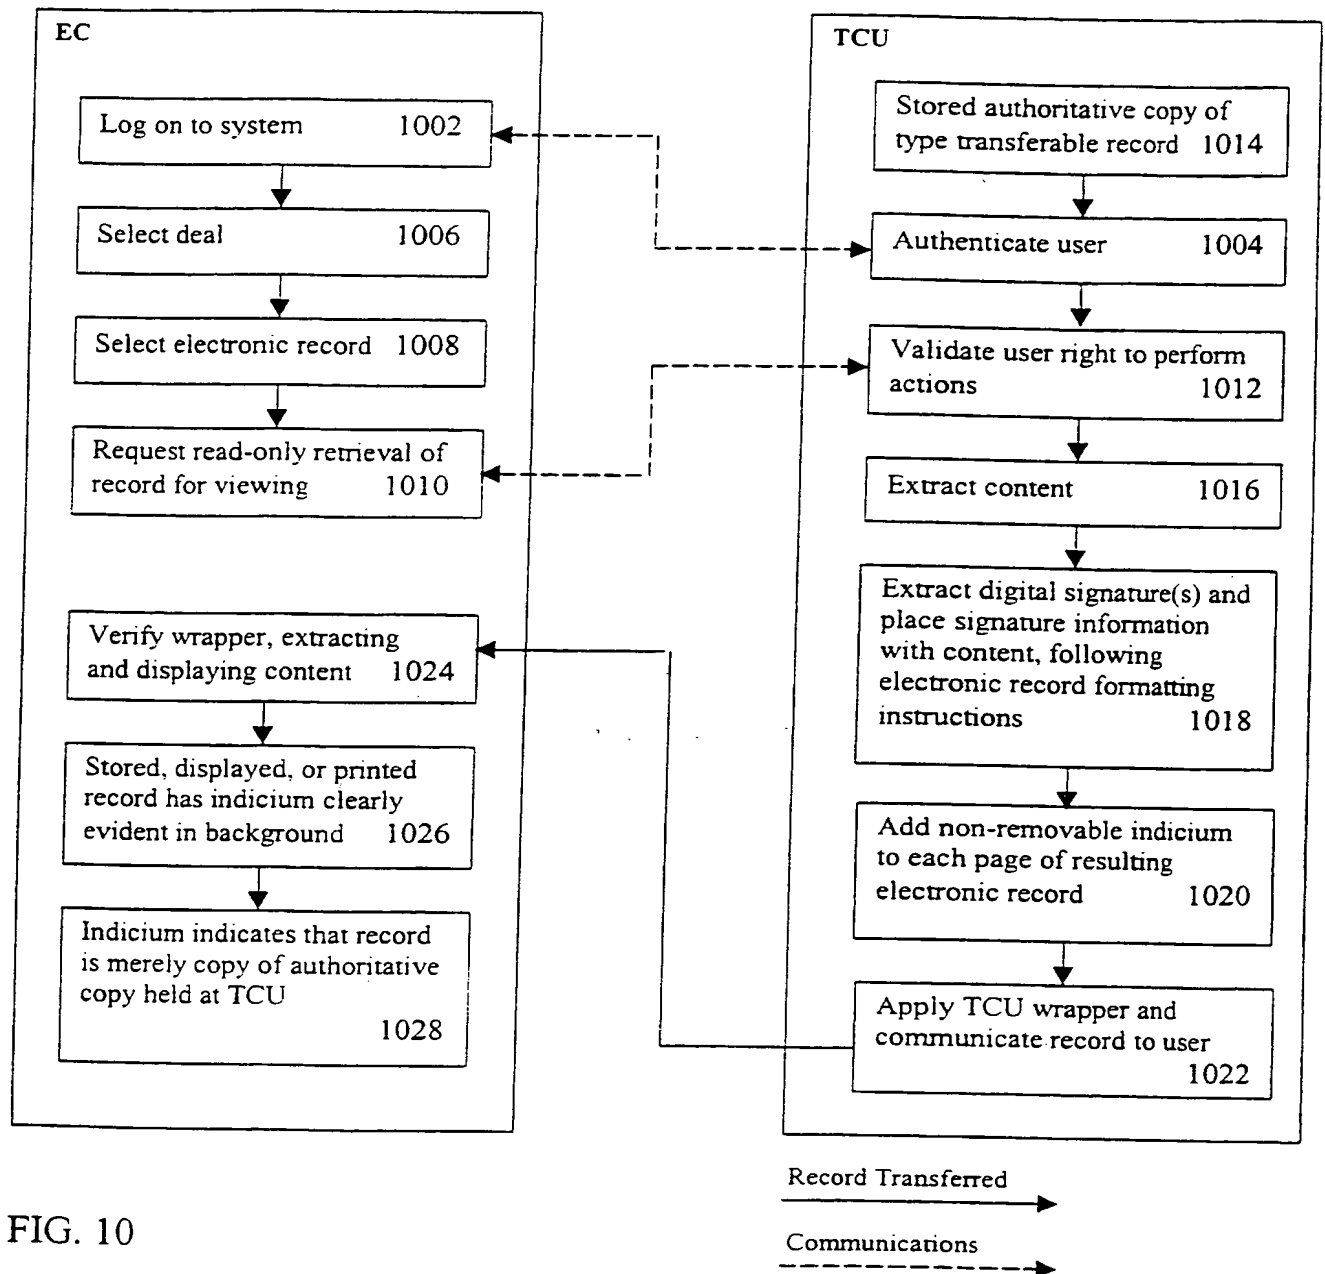 EC
Log on to system 1002
Select deal 1006
Select electronic record 1008
Request read-only retrieval of
record for viewing 1010
Verify wrapper, extracting
and displaying content 1024
Stored, displayed, or printed
record has indicium clearly
evident in background 1026
Indicium indicates that record
is merely copy of authoritative
copy held at TCU
1028
TCU
Stored authoritative copy of
type transferable record 1014
Authenticate user 1004
Validate user right to perform
actions 1012
Extract content 1016
Extract digital signature(s) and
place signature information
with content, following
electronic record formatting
instructions 1018
Add non-removable indicium
to each page of resulting
electronic record 1020
Apply TCU wrapper and
communicate record to user
1022
Record Transferred
Communications
FIG. 10